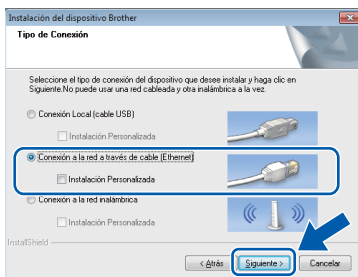 Instalación del dispositivo Brother
Tipo de Conexión
Seleccione el tipo de conexión del dispositivo que desee instalar y haga clic en
Siguiente.No puede usar una red cableada y otra inalámbrica a la vez.
Conexión Local (cable USB)
Instalación Personalizada
Conexión a la red a través de cable (Ethernet)
Instalación Personalizada
Conexión a la red inalámbrica
Instalación Personalizada
InstallShield
< Atrás
Siguiente >
Cancelar